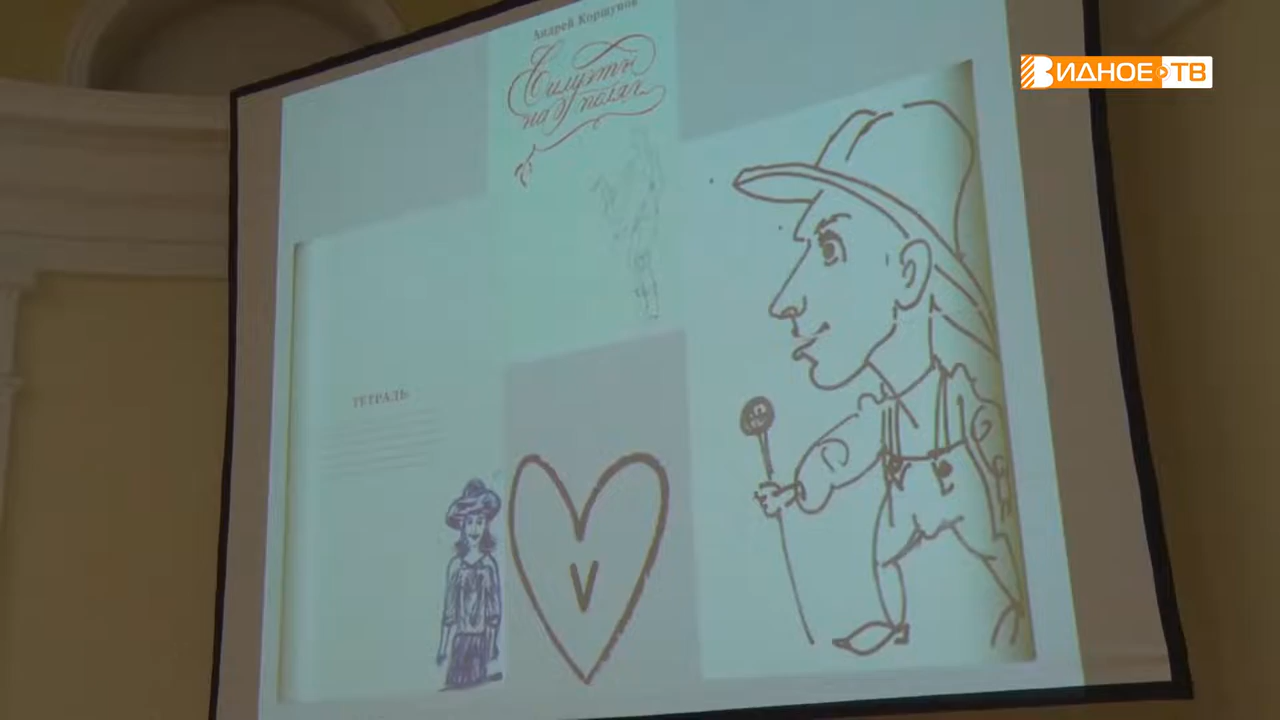 Андрей Коршунов
Силуэты
на полях
ВИДНОЕ ТВ
ТЕТРАДЬ
V